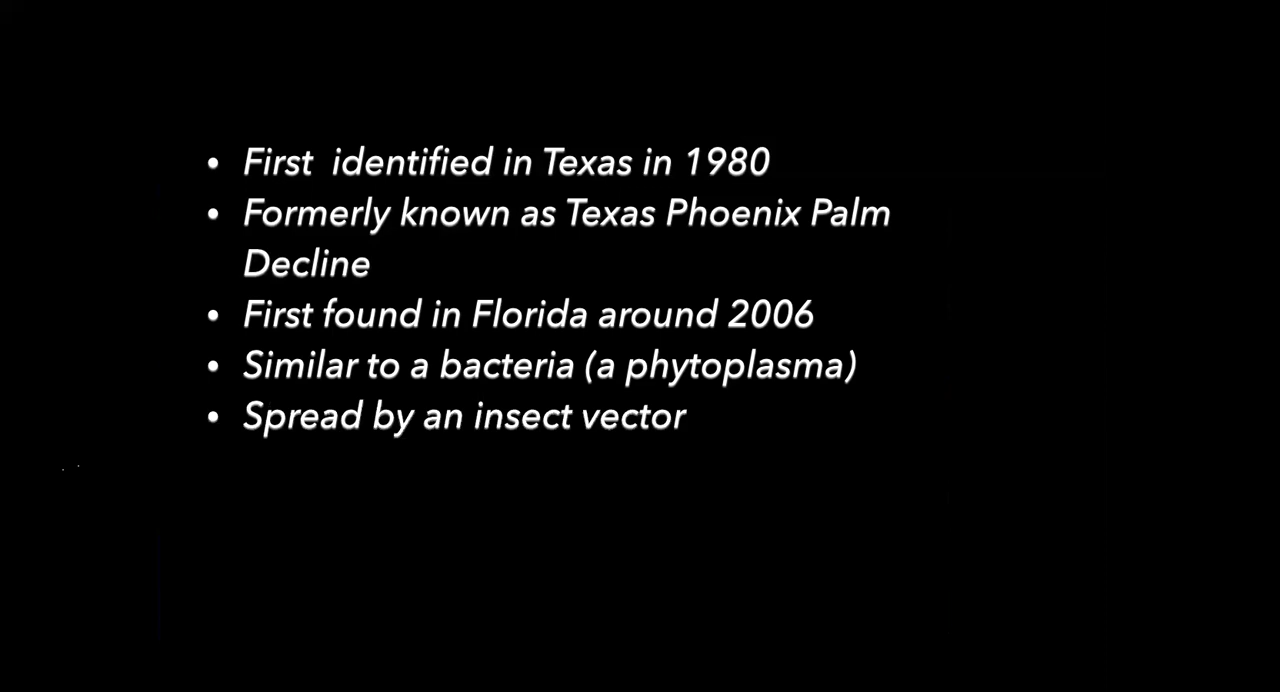 • First  identified in Texas in 1980
• Formerly known as Texas Phoenix Palm
Decline
• First found in Florida around 2006
• Similar to a bacteria (a phytoplasma)
• Spread by an insect vector